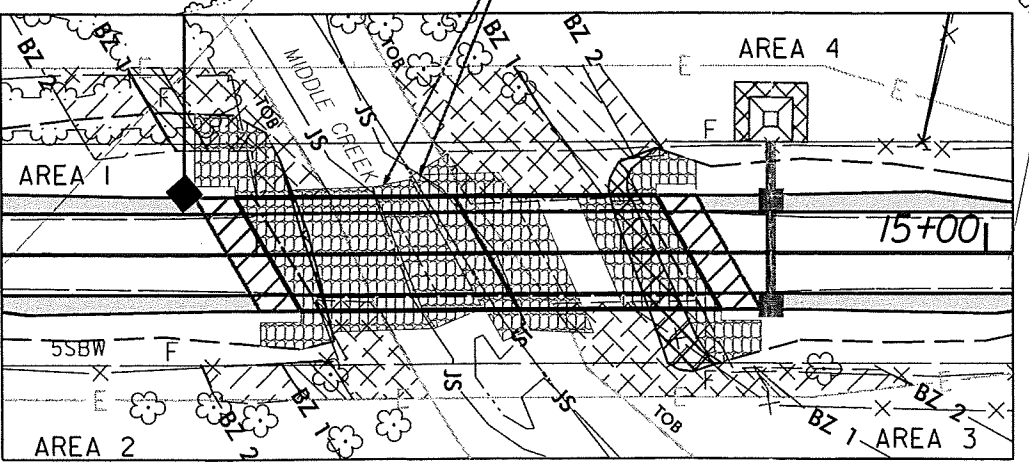 BZ 2
BZ 1
E
F
TOB
JS
MIDDLE CREEK
JS
TOB
BZ 1
BZ 2
E
AREA 4
E
F
AREA 1
15+00
5SBW
F
E
BZ 2
BZ 1
JS
JS
JS
TOB
F
E
BZ 1
BZ 2
AREA 2
AREA 3